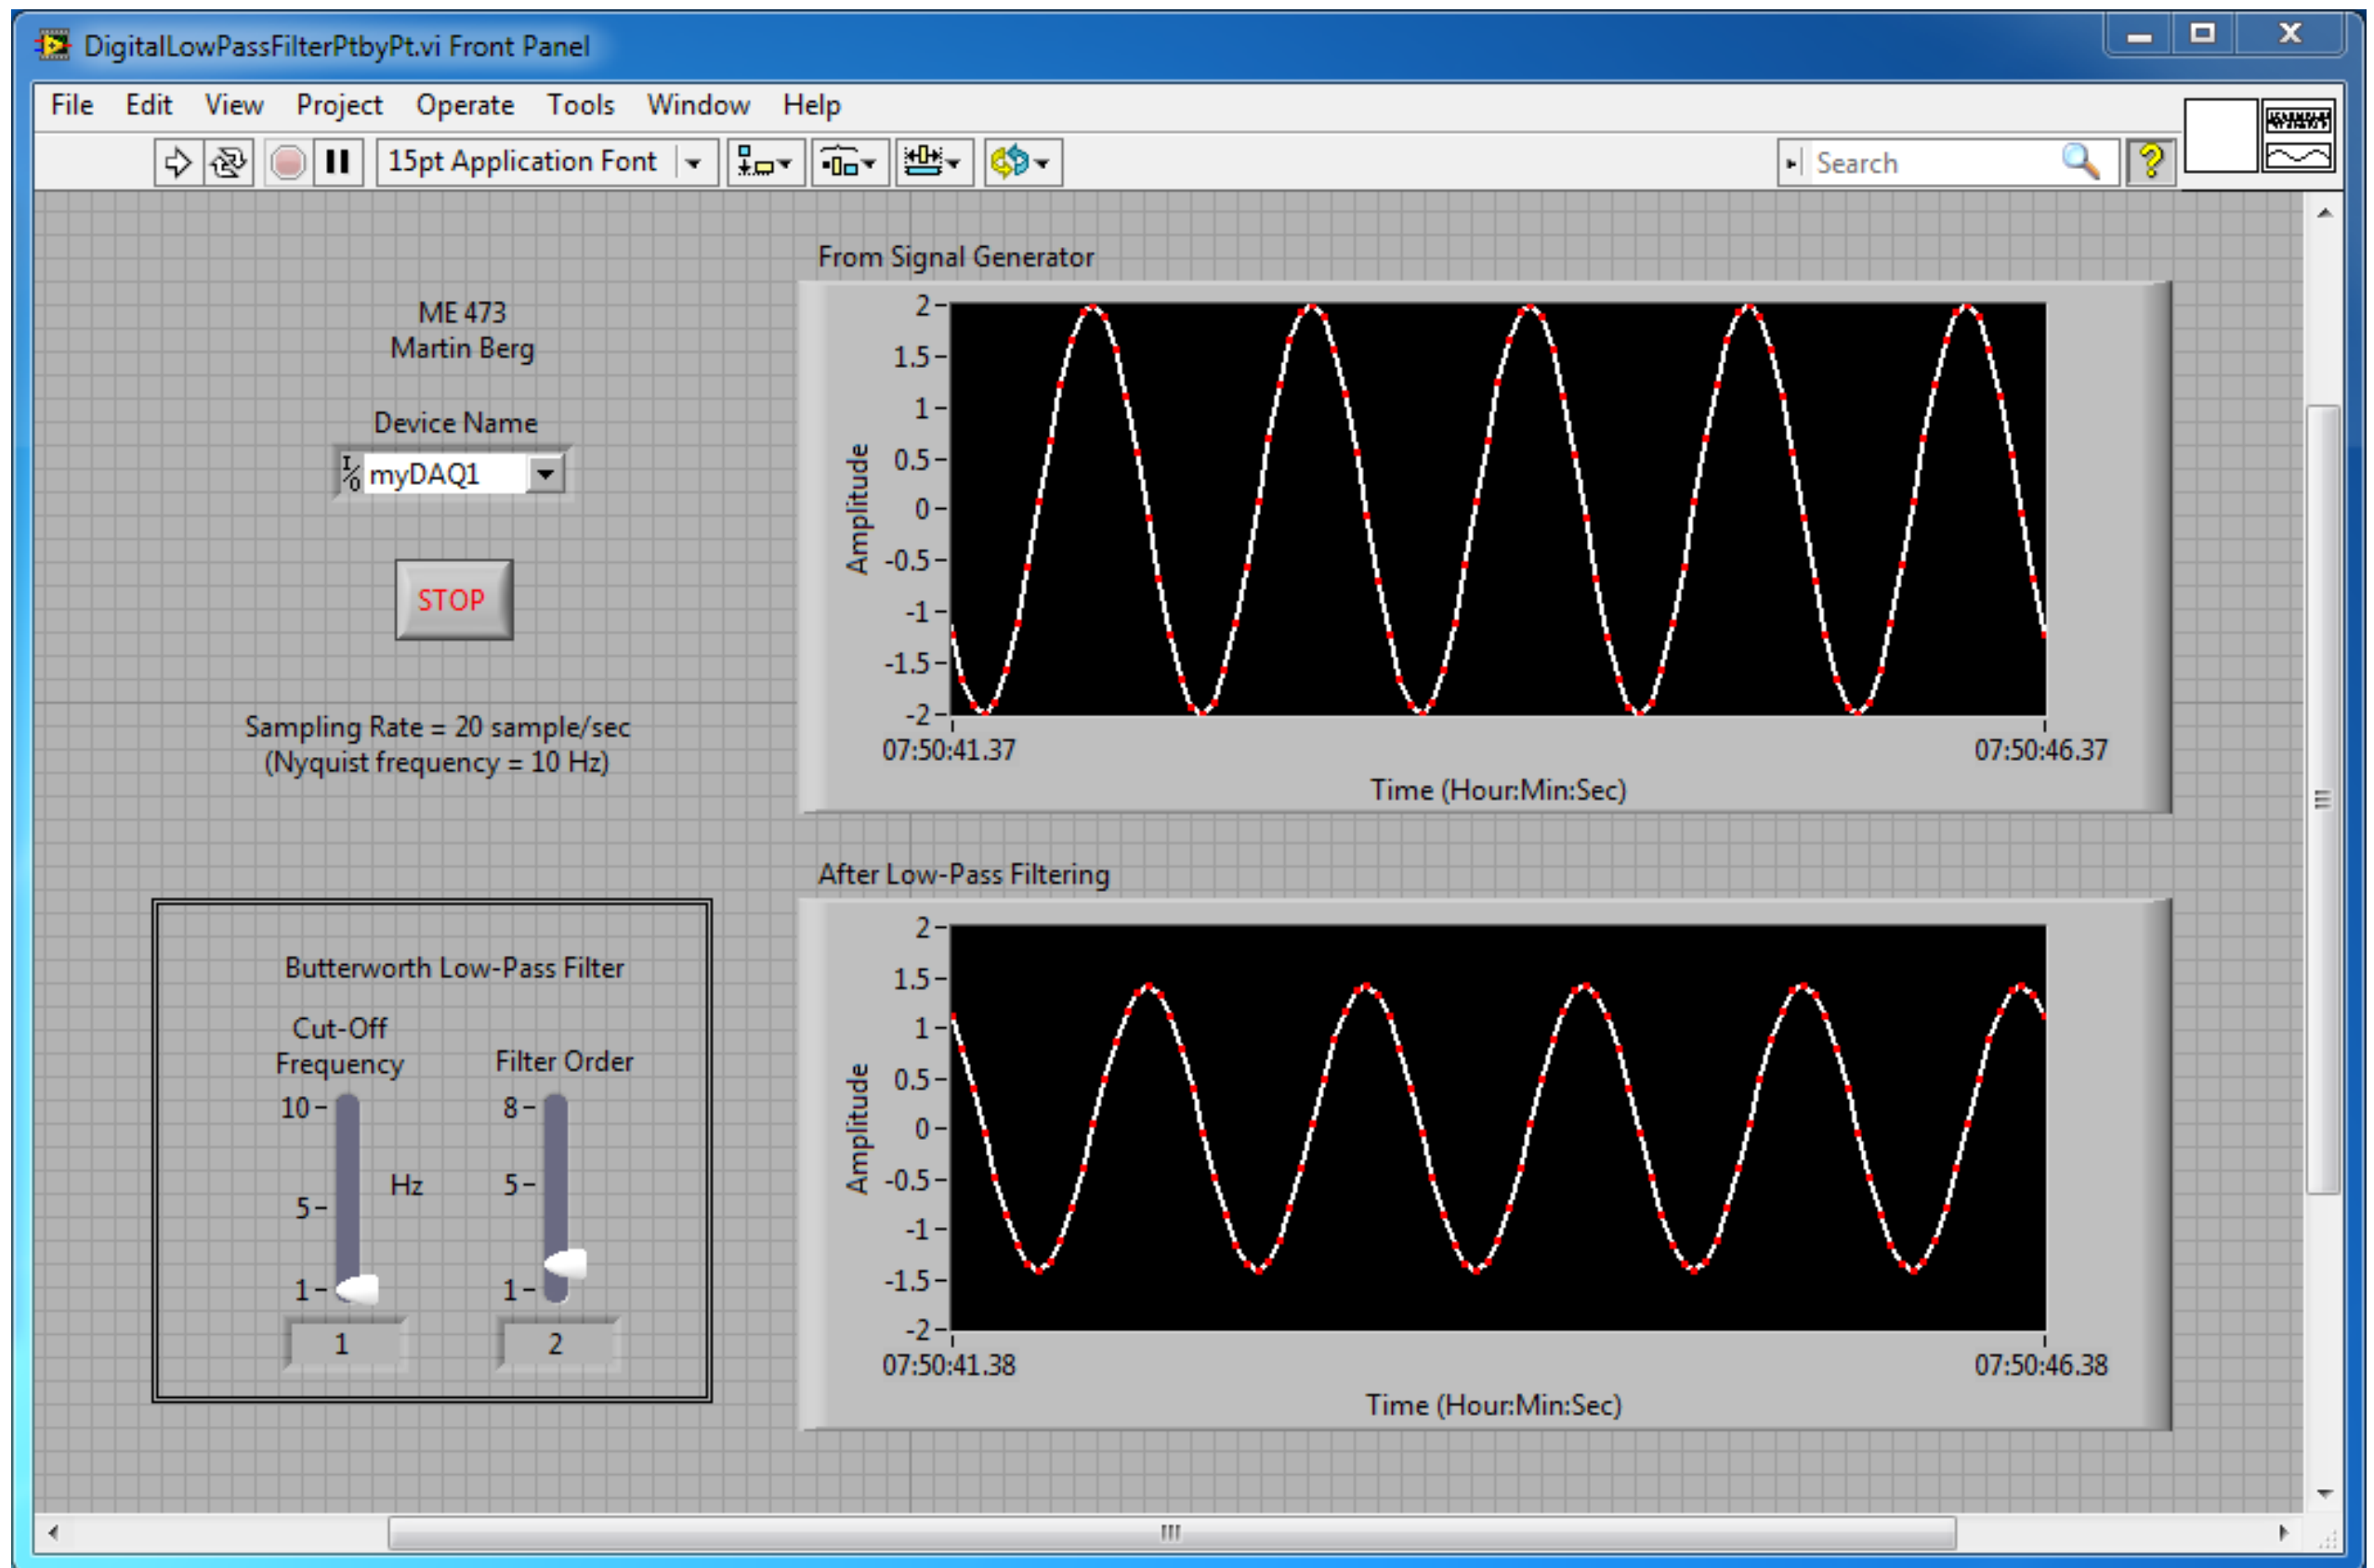 DigitalLowPassFilterPtbyPt.vi Front Panel
File Edit View Project Operate Tools Window Help
15pt Application Font
Search
?
ME 473
Martin Berg
Device Name
I/O myDAQ1
STOP
Sampling Rate = 20 sample/sec
(Nyquist frequency = 10 Hz)
From Signal Generator
Amplitude
2
1.5
1
0.5
0
-0.5
-1
-1.5
-2
07:50:41.37 07:50:46.37
Time (Hour:Min:Sec)
Butterworth Low-Pass Filter
Cut-Off
Frequency
10
5
1
Hz
1
Filter Order
8
5
1
2
After Low-Pass Filtering
Amplitude
2
1.5
1
0.5
0
-0.5
-1
-1.5
-2
07:50:41.38 07:50:46.38
Time (Hour:Min:Sec)